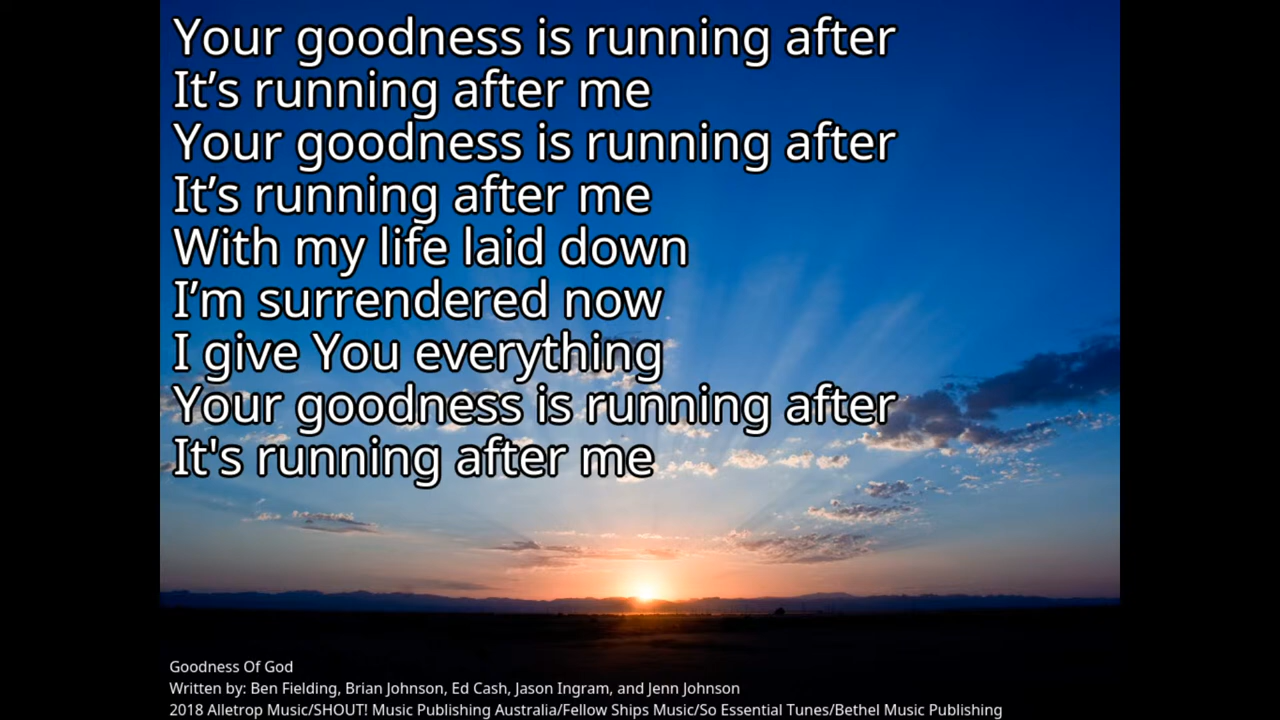 Your goodness is running after
It’s running after me
Your goodness is running after
It’s running after me
With my life laid down
I’m surrendered now
I give You everything
Your goodness is running after
It's running after me
Goodness Of God
Written by: Ben Fielding, Brian Johnson, Ed Cash, Jason Ingram, and Jenn Johnson
2018 Alletrop Music/SHOUT! Music Publishing Australia/Fellow Ships Music/So Essential Tunes/Bethel Music Publishing